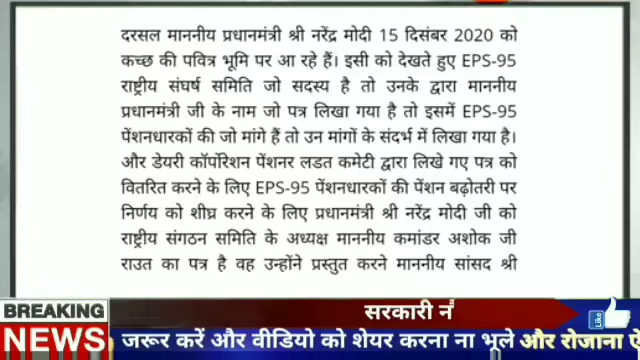 दरसल माननीय प्रधानमंत्री श्री नरेंद्र मोदी 15 दिसंबर 2020 को
कच्छ की पवित्र भूमि पर आ रहे हैं। इसी को देखते हुए EPS-95
राष्ट्रीय संघर्ष समिति जो सदस्य है तो उनके द्वारा माननीय
प्रधानमंत्री जी के नाम जो पत्र लिखा गया है तो इसमें EPS-95
पेंशनधारकों की जो मांगे हैं तो उन मांगों के संदर्भ में लिखा गया है।
और डेयरी कॉर्पोरेशन पेंशनर लडत कमेटी द्वारा लिखे गए पत्र को
वितरित करने के लिए EPS-95 पेंशनधारकों की पेंशन बढ़ोतरी पर
निर्णय को शीघ्र करने के लिए प्रधानमंत्री श्री नरेंद्र मोदी जी को
राष्ट्रीय संगठन समिति के अध्यक्ष माननीय कमांडर अशोक जी
राउत का पत्र है वह उन्होंने प्रस्तुत करने माननीय सांसद श्री
BREAKING
NEWS
सरकारी
Like
जरूर करें और वीडियो को शेयर करना ना भूले और रोजाना